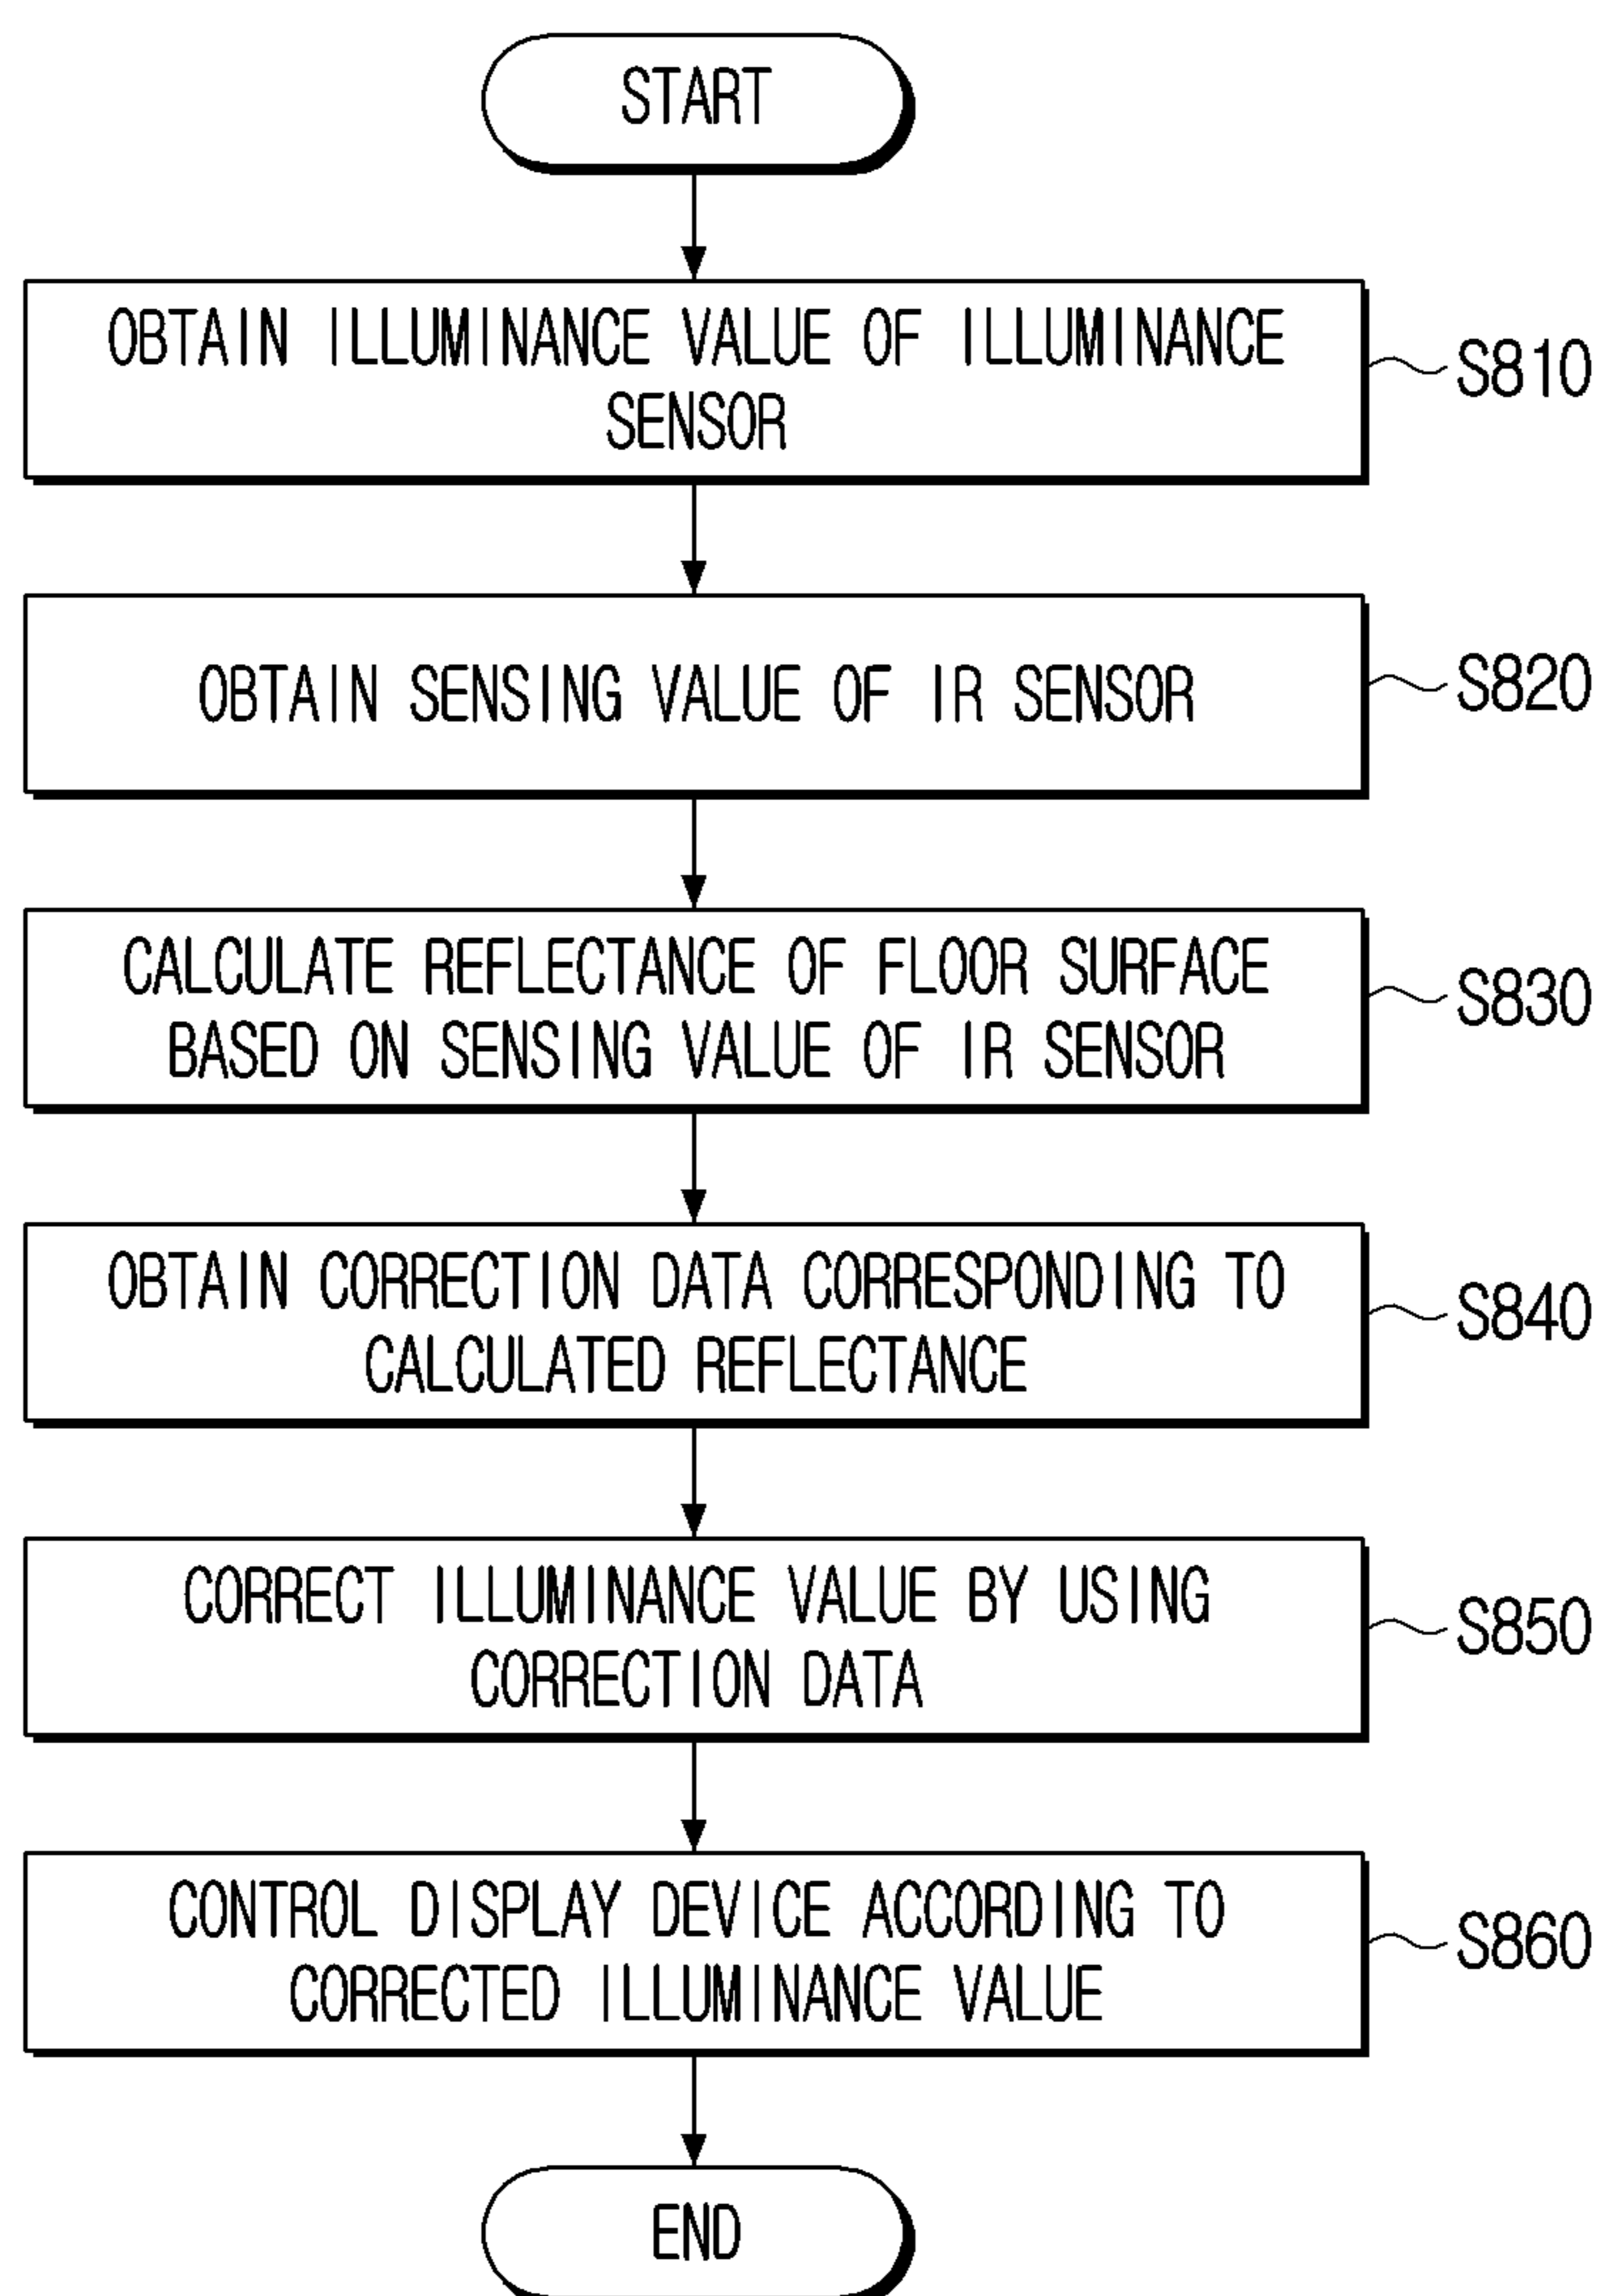 START
OBTAIN ILLUMINANCE VALUE OF ILLUMINANCE
SENSOR
S810
OBTAIN SENSING VALUE OF IR SENSOR
S820
CALCULATE REFLECTANCE OF FLOOR SURFACE
BASED ON SENSING VALUE OF IR SENSOR
S830
OBTAIN CORRECTION DATA CORRESPONDING TO
CALCULATED REFLECTANCE
S840
CORRECT ILLUMINANCE VALUE BY USING
CORRECTION DATA
S850
CONTROL DISPLAY DEVICE ACCORDING TO
CORRECTED ILLUMINANCE VALUE
S860
END